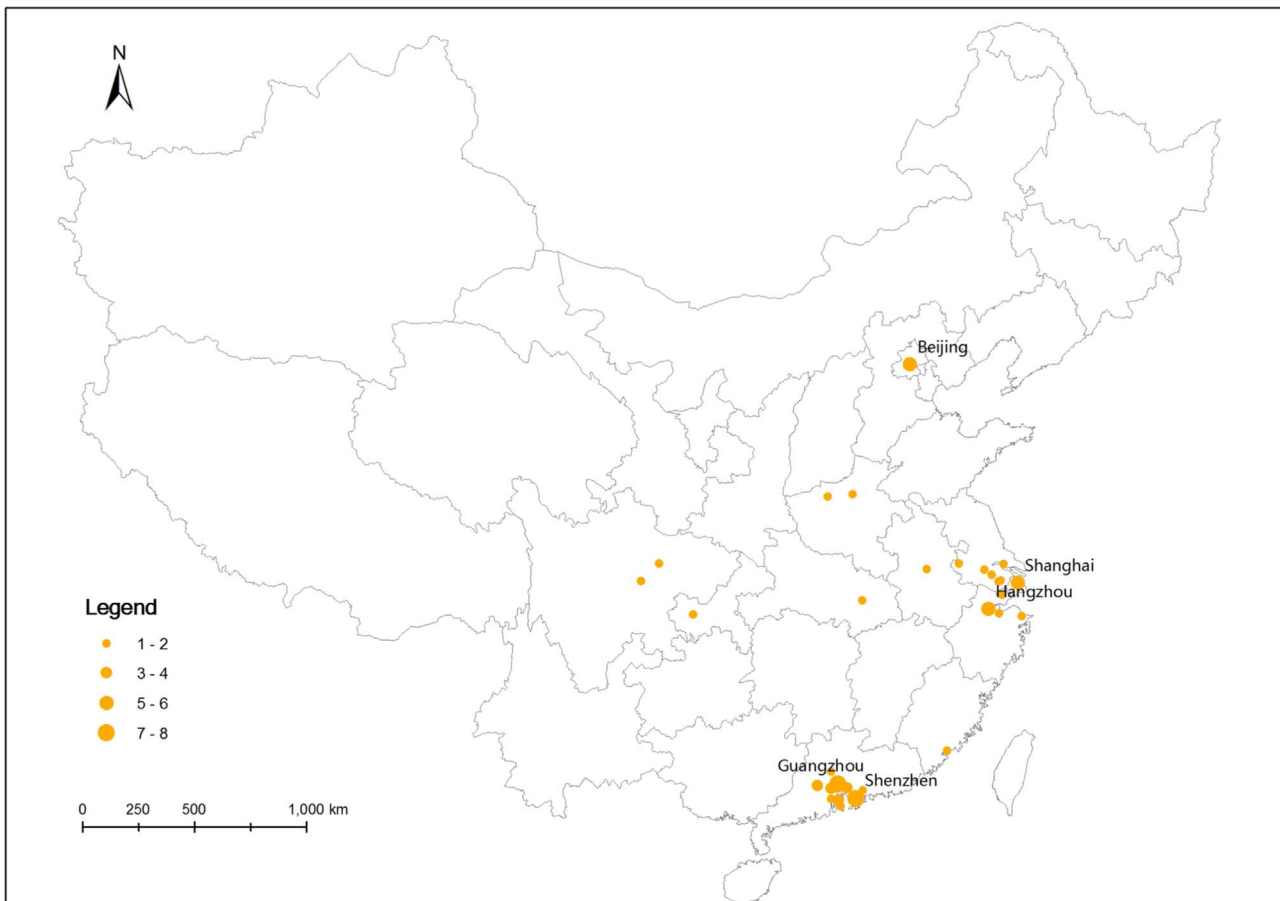 N
Beijing
Shanghai
Hangzhou
Legend
1 - 2
3 - 4
5 - 6
7 - 8
Guangzhou
Shenzhen
0 250 500 1,000 km